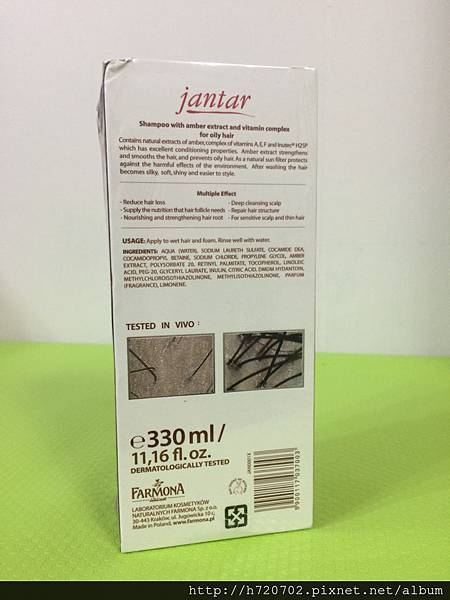 jantar
Shampoo with amber extract and vitamin complex
for oily hair
Contains natural extracts of amber, complex of vitamins A, E, F and Inutec® H25P
which has excellent conditioning properties. Amber extract strengthens
and smooths the hair, and prevents oily hair. As a natural sun filter protects
against the harmful effects of the environment. After washing the hair
becomes silky, soft, shiny and easier to style.
Multiple Effect
- Reduce hair loss
- Deep cleansing scalp
- Supply the nutrition that hair follicle needs
- Repair hair structure
- Nourishing and strengthening hair root
- For sensitive scalp and thin hair
USAGE: Apply to wet hair and foam. Rinse well with water.
INGREDIENTS: AQUA (WATER), SODIUM LAURETH SULFATE, COCAMIDE DEA,
COCAMIDOPROPYL BETAINE, SODIUM CHLORIDE, PROPYLENE GLYCOL, AMBER
EXTRACT, POLYSORBATE 20, RETINYL PALMITATE, TOCOPHEROL, LINOLEIC
ACID, PEG-20, GLYCERYL LAURATE, INULIN, CITRIC ACID, DMDM HYDANTOIN,
METHYLCHLOROISOTHIAZOLINONE, METHYLISOTHIAZOLINONE, PARFUM
(FRAGRANCE), LIMONENE.
TESTED IN VIVO :
℮ 330 ml /
11,16 fl. oz.
DERMATOLOGICALLY TESTED
FARMONA
LABORATORIUM KOSMETYKÓW
NATURALNYCH FARMONA Sp. z o.o.
30-443 Kraków, ul. Jugowicka 10 c,
Made in Poland, www.farmona.pl
JAN0007E
5900117037003
http://h720702.pixnet.net/album